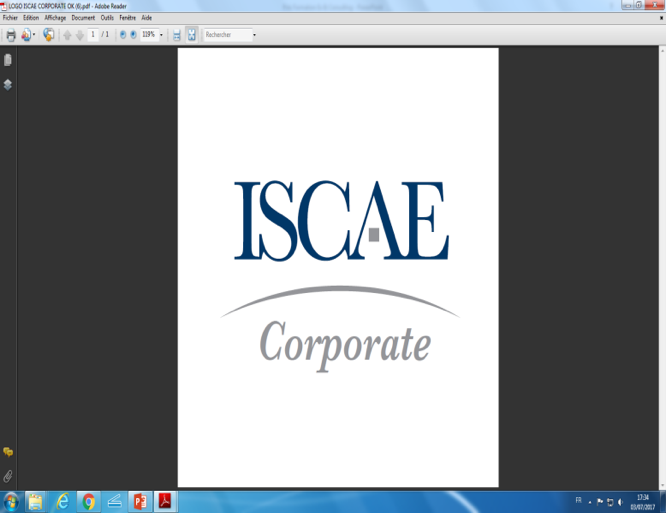 LOGO ISCAE CORPORATE OK (6).pdf - Adobe Reader
Fichier Edition Affichage Document Outils Fenêtre Aide
1 / 1 119% Rechercher
ISCAE
Corporate
FR 17:34
03/07/2017